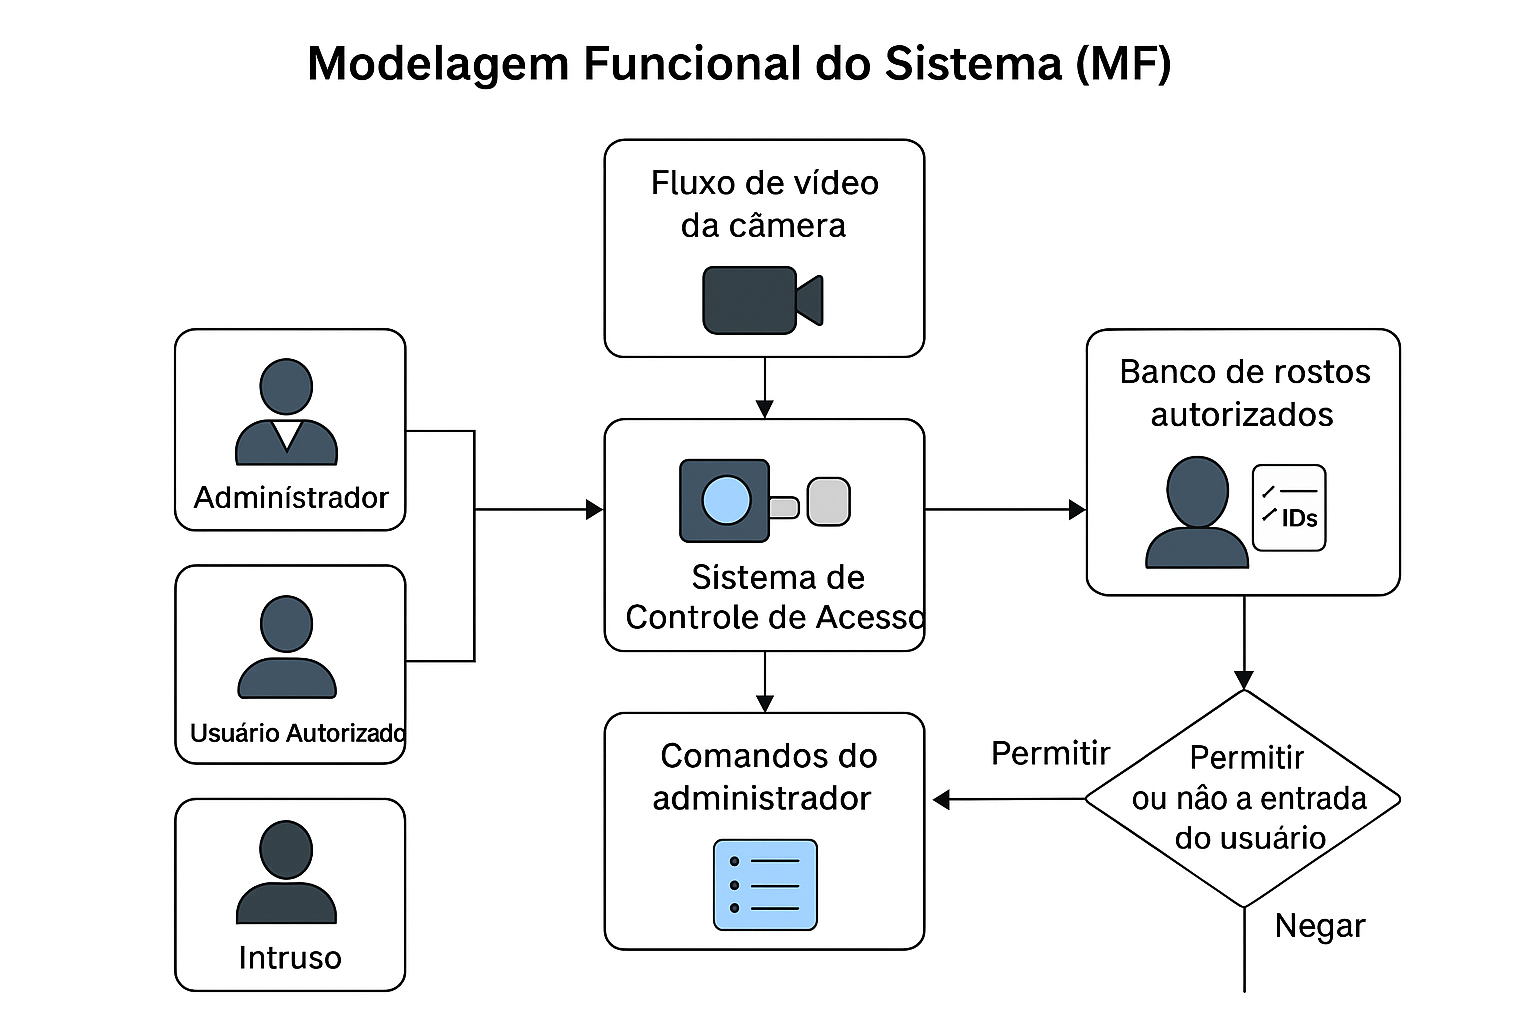 Modelagem Funcional do Sistema (MF)
Fluxo de vídeo
da câmera
Administrador
Usuário Autorizado
Intruso
Sistema de
Controle de Acesso
Comandos do
administrador
Banco de rostos
autorizados
IDs
Permitir
Permitir
ou nâo a entrada
do usuário
Negar